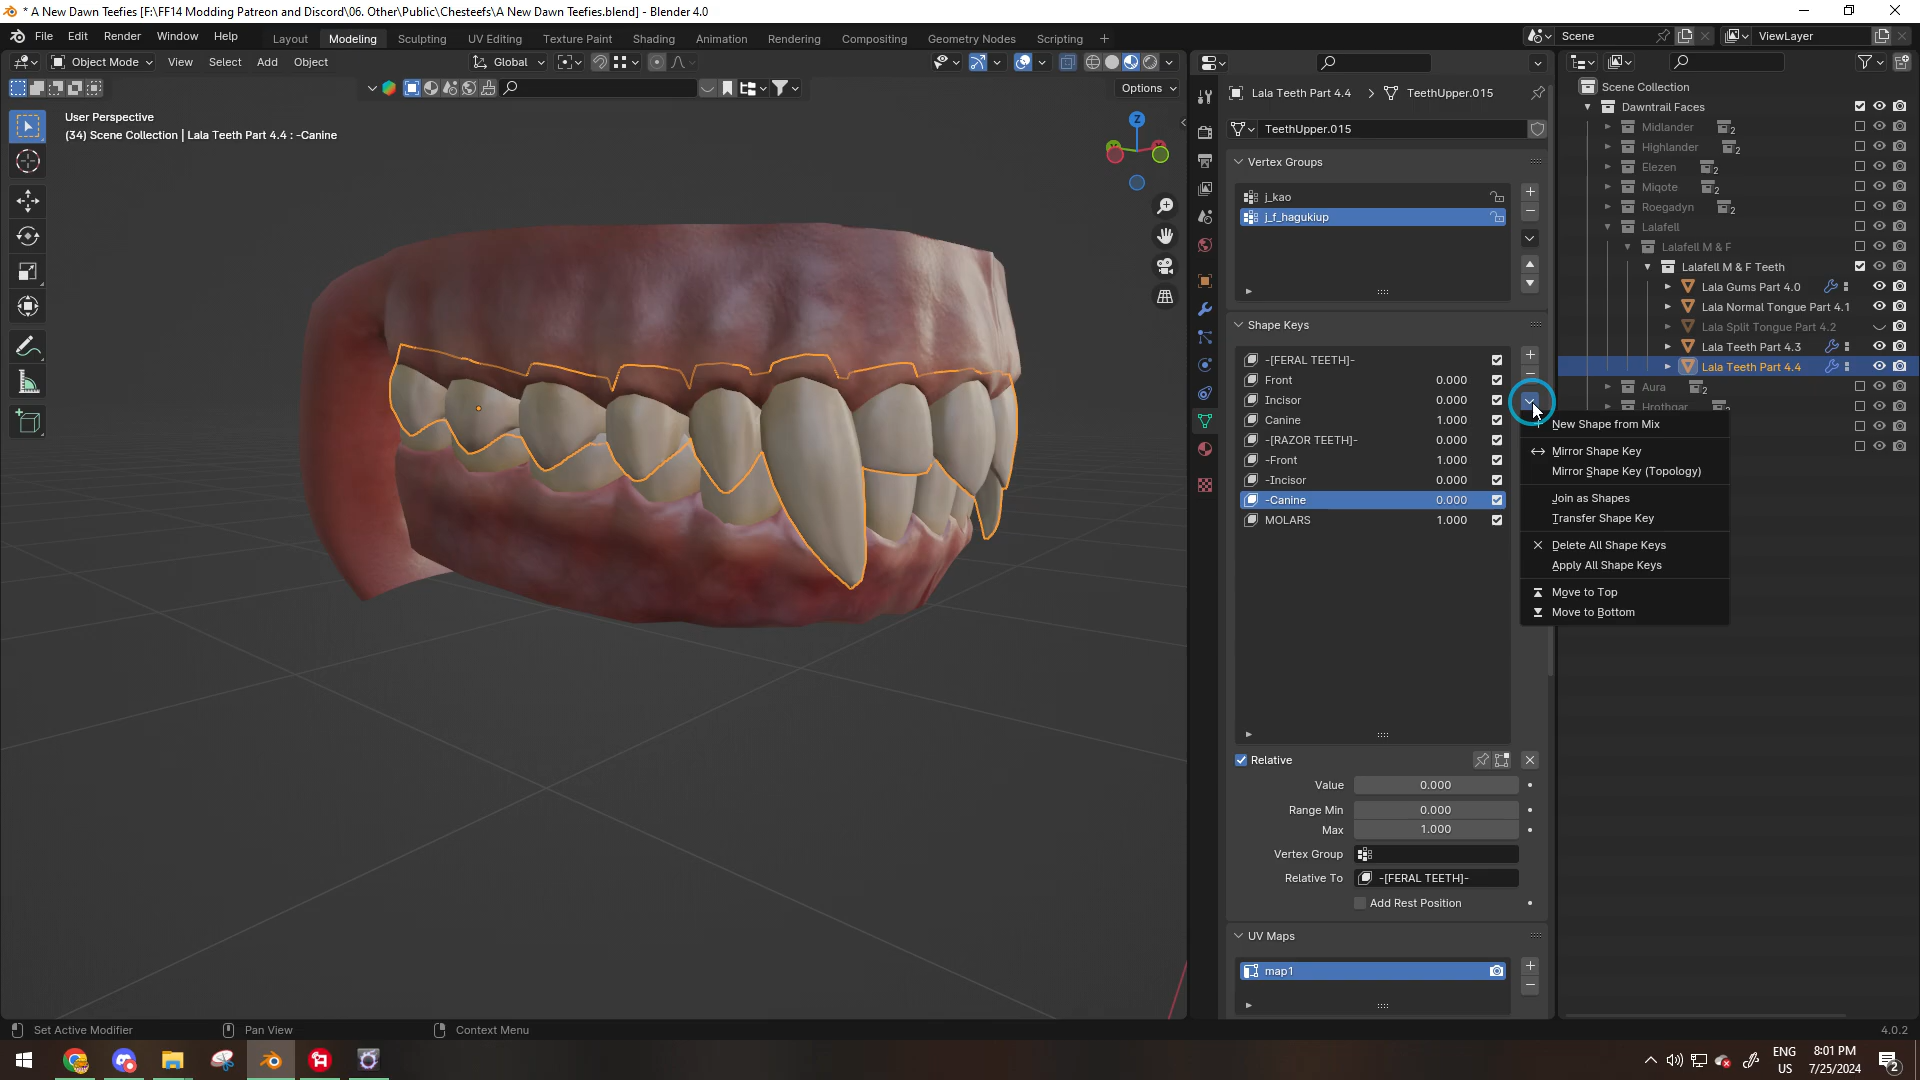 * A New Dawn Teefies [F:\FF14 Modding Patreon and Discord\06. Other\Public\Chesteefs\A New Dawn Teefies.blend] - Blender 4.0
File Edit Render Window Help
Layout Modeling Sculpting UV Editing Texture Paint Shading Animation Rendering Compositing Geometry Nodes Scripting +
Scene
ViewLayer
Object Mode View Select Add Object
Global
Options
User Perspective
(34) Scene Collection | Lala Teeth Part 4.4 : -Canine
Z
Lala Teeth Part 4.4 > TeethUpper.015
TeethUpper.015
Vertex Groups
j_kao
j_f_hagukiup
Shape Keys
-[FERAL TEETH]-
Front 0.000
Incisor 0.000
Canine 1.000
-[RAZOR TEETH]- 0.000
-Front 1.000
-Incisor 0.000
-Canine 0.000
MOLARS 1.000
Relative
Value 0.000
Range Min 0.000
Max 1.000
Vertex Group
Relative To -[FERAL TEETH]-
Add Rest Position
UV Maps
map1
New Shape from Mix
Mirror Shape Key
Mirror Shape Key (Topology)
Join as Shapes
Transfer Shape Key
Delete All Shape Keys
Apply All Shape Keys
Move to Top
Move to Bottom
Scene Collection
Dawntrail Faces
Midlander 2
Highlander 2
Elezen 2
Miqote 2
Roegadyn 2
Lalafell
Lalafell M & F
Lalafell M & F Teeth
Lala Gums Part 4.0
Lala Normal Tongue Part 4.1
Lala Split Tongue Part 4.2
Lala Teeth Part 4.3
Lala Teeth Part 4.4
Aura 2
Hrothgar
Set Active Modifier
Pan View
Context Menu
4.0.2
ENG
US
8:01 PM
7/25/2024
2